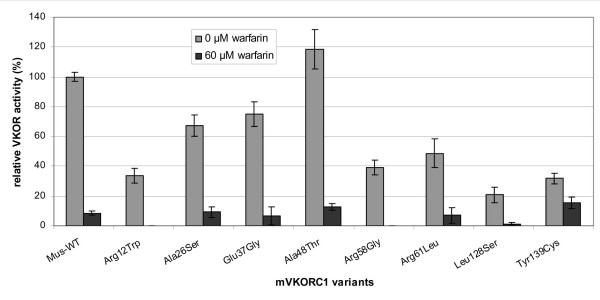 140
120
100
80
60
40
20
0
relative VKOR activity (%)
0 µM warfarin
60 µM warfarin
Mus-WT
Arg12Trp
Ala26Ser
Glu37Gly
Ala48Thr
Arg58Gly
Arg61Leu
Leu128Ser
Tyr139Cys
mVKORC1 variants